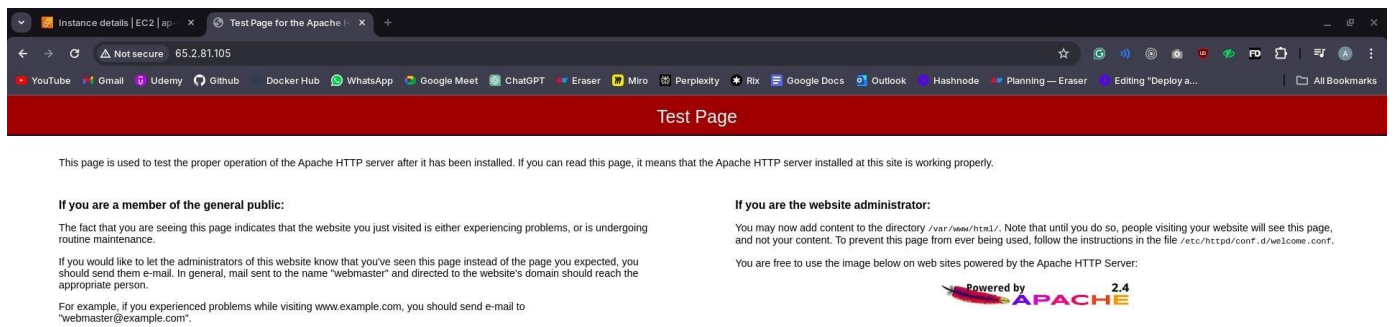 Instance details | EC2 | ap-
Test Page for the Apache H
Not secure 65.2.81.105
YouTube Gmail Udemy Github Docker Hub WhatsApp Google Meet ChatGPT Eraser Miro Perplexity Rix Google Docs Outlook Hashnode Planning — Eraser Editing "Deploy a... All Bookmarks
Test Page
This page is used to test the proper operation of the Apache HTTP server after it has been installed. If you can read this page, it means that the Apache HTTP server installed at this site is working properly.
If you are a member of the general public:
The fact that you are seeing this page indicates that the website you just visited is either experiencing problems, or is undergoing
routine maintenance.
If you would like to let the administrators of this website know that you've seen this page instead of the page you expected, you
should send them e-mail. In general, mail sent to the name "webmaster" and directed to the website's domain should reach the
appropriate person.
For example, if you experienced problems while visiting www.example.com, you should send e-mail to
"webmaster@example.com".
If you are the website administrator:
You may now add content to the directory /var/www/html/. Note that until you do so, people visiting your website will see this page,
and not your content. To prevent this page from ever being used, follow the instructions in the file /etc/httpd/conf.d/welcome.conf.
You are free to use the image below on web sites powered by the Apache HTTP Server:
Powered by 2.4
APACHE